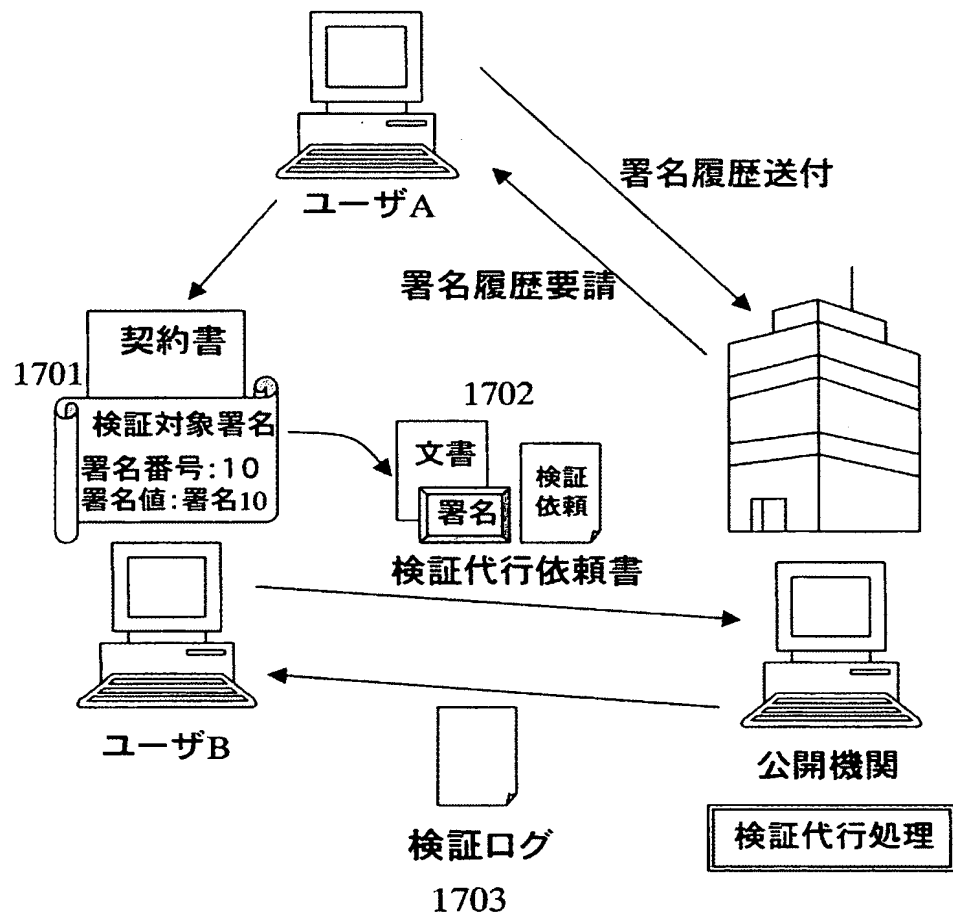 ユーザA
署名履歴送付
署名履歴要請
契約書
1701
検証対象署名
署名番号:10
署名値:署名10
1702
文書
署名
検証
依頼
検証代行依頼書
ユーザB
公開機関
検証代行処理
検証ログ
1703